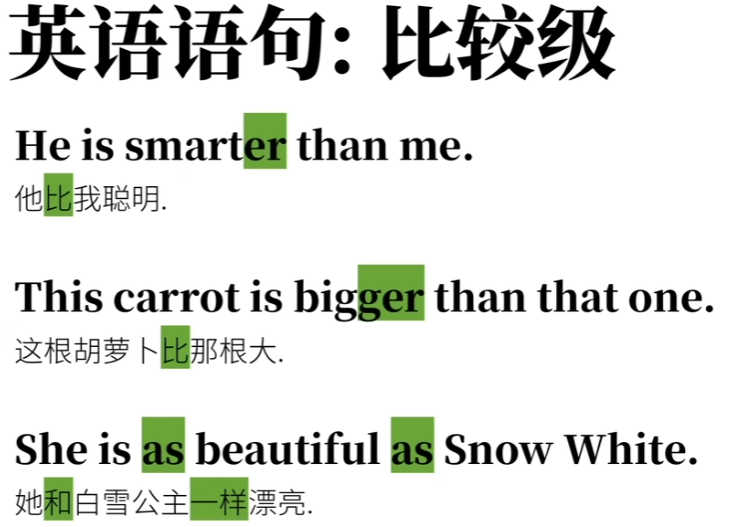 英语语句: 比较级
He is smarter than me.
他比我聪明.
This carrot is bigger than that one.
这根胡萝卜比那根大.
She is as beautiful as Snow White.
她和白雪公主一样漂亮.